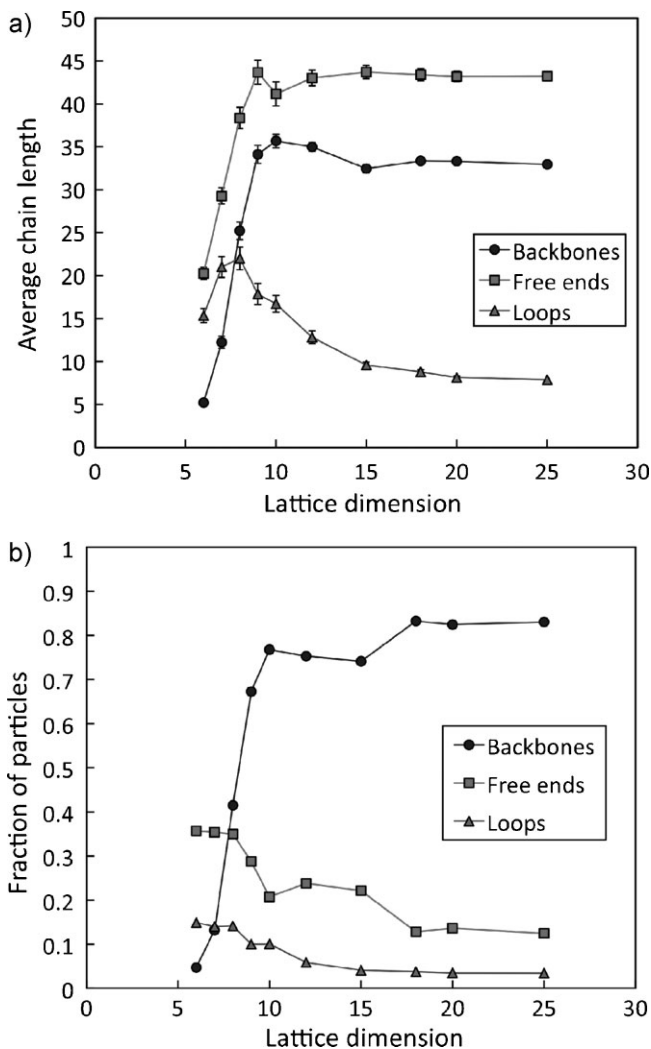 a)
50
45
40
35
30
25
20
15
10
5
0
Average chain length
Backbones
Free ends
Loops
0 5 10 15 20 25 30
Lattice dimension
b)
1
0.9
0.8
0.7
0.6
0.5
0.4
0.3
0.2
0.1
0
Fraction of particles
Backbones
Free ends
Loops
0 5 10 15 20 25 30
Lattice dimension